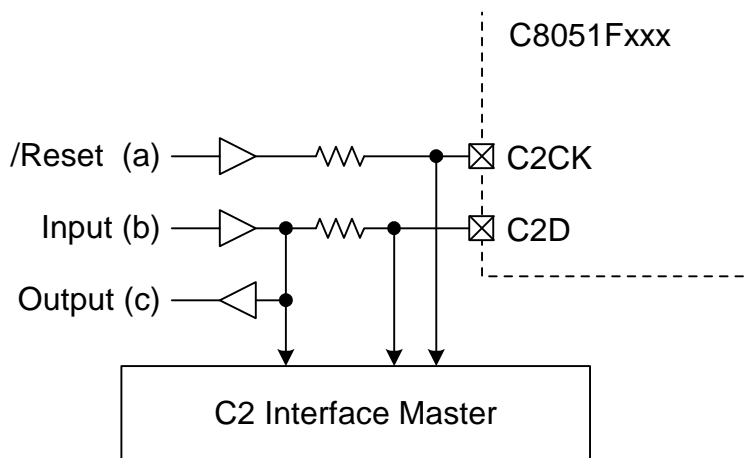 C8051Fxxx
/Reset (a)
C2CK
Input (b)
C2D
Output (c)
C2 Interface Master